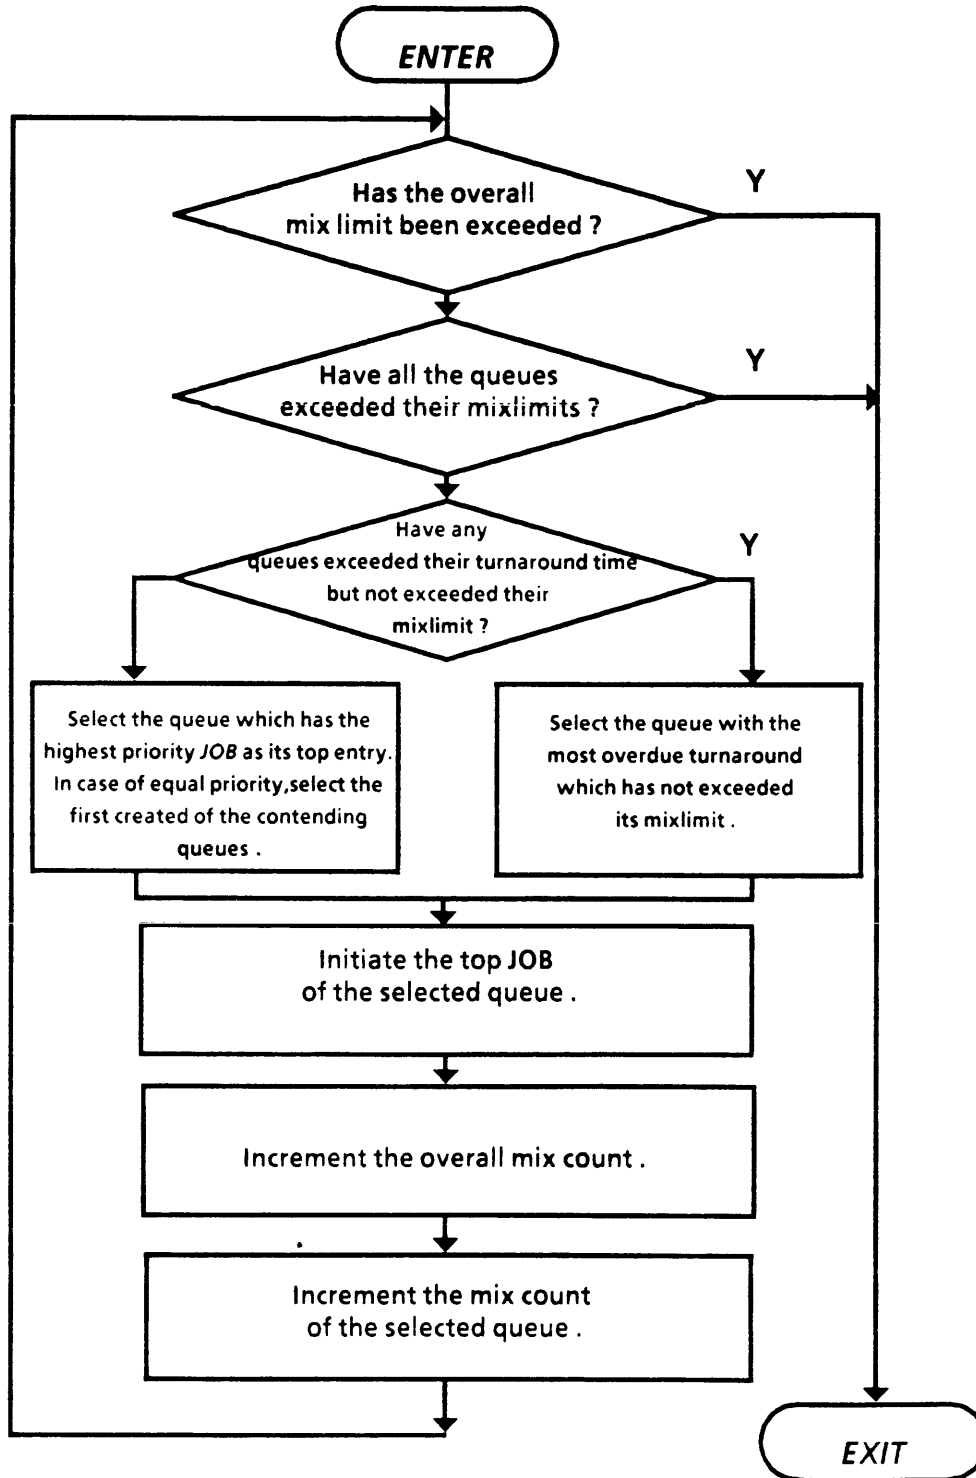 ENTER
Y
Has the overall
mix limit been exceeded ?
Y
Have all the queues
exceeded their mixlimits ?
Have any
Y
queues exceeded their turnaround time
but not exceeded their
mixlimit ?
Select the queue which has the
highest priority JOB as its top entry.
In case of equal priority,select the
first created of the contending
queues .
Select the queue with the
most overdue turnaround
which has not exceeded
its mixlimit .
Initiate the top JOB
of the selected queue .
Increment the overall mix count .
Increment the mix count
of the selected queue .
EXIT